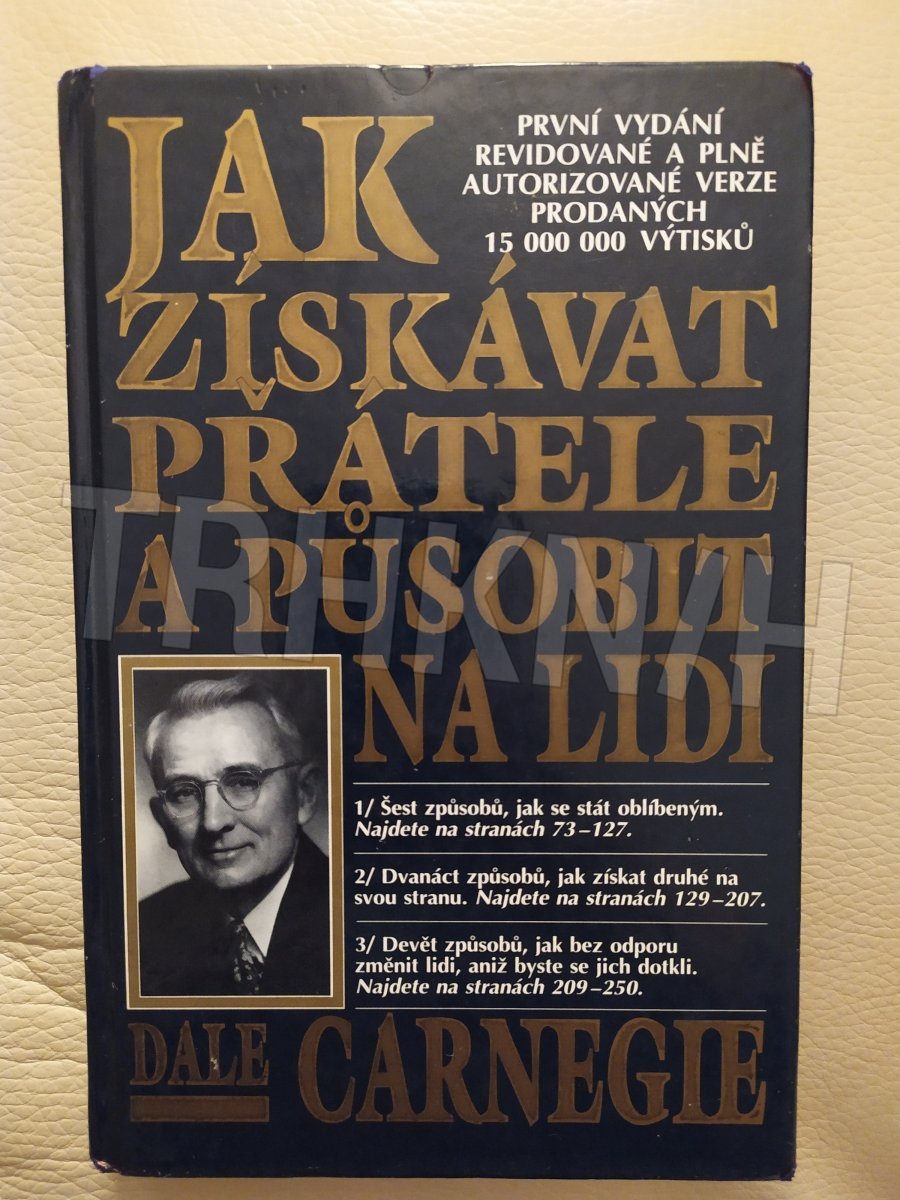 JAK
ZÍSKÁVAT
PŘÁTELE
A PŮSOBIT
NA LIDI
PRVNÍ VYDÁNÍ
REVIDOVANÉ A PLNĚ
AUTORIZOVANÉ VERZE
PRODANÝCH
15 000 000 VÝTISKŮ
TRHKNIH
1/ Šest způsobů, jak se stát oblíbeným.
Najdete na stranách 73–127.
2/ Dvanáct způsobů, jak získat druhé na
svou stranu. Najdete na stranách 129–207.
3/ Devět způsobů, jak bez odporu
změnit lidi, aniž byste se jich dotkli.
Najdete na stranách 209–250.
DALE CARNEGIE